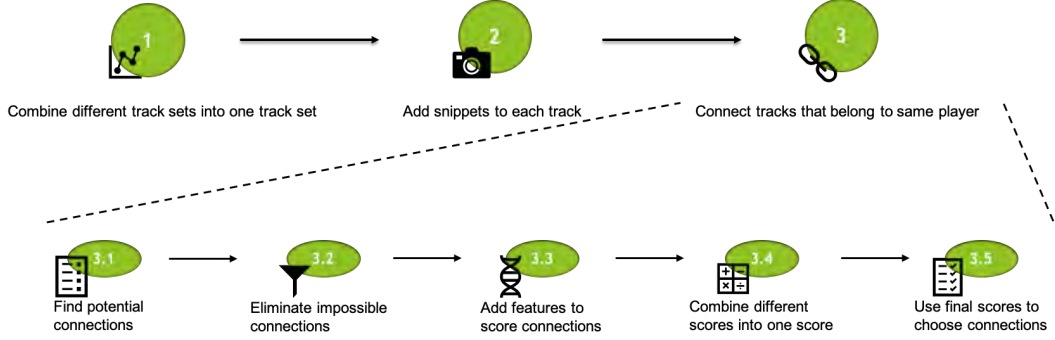 1
2
3
Combine different track sets into one track set
Add snippets to each track
Connect tracks that belong to same player
3.1
3.2
3.3
3.4
3.5
Find potential
connections
Eliminate impossible
connections
Add features to
score connections
Combine different
scores into one score
Use final scores to
choose connections